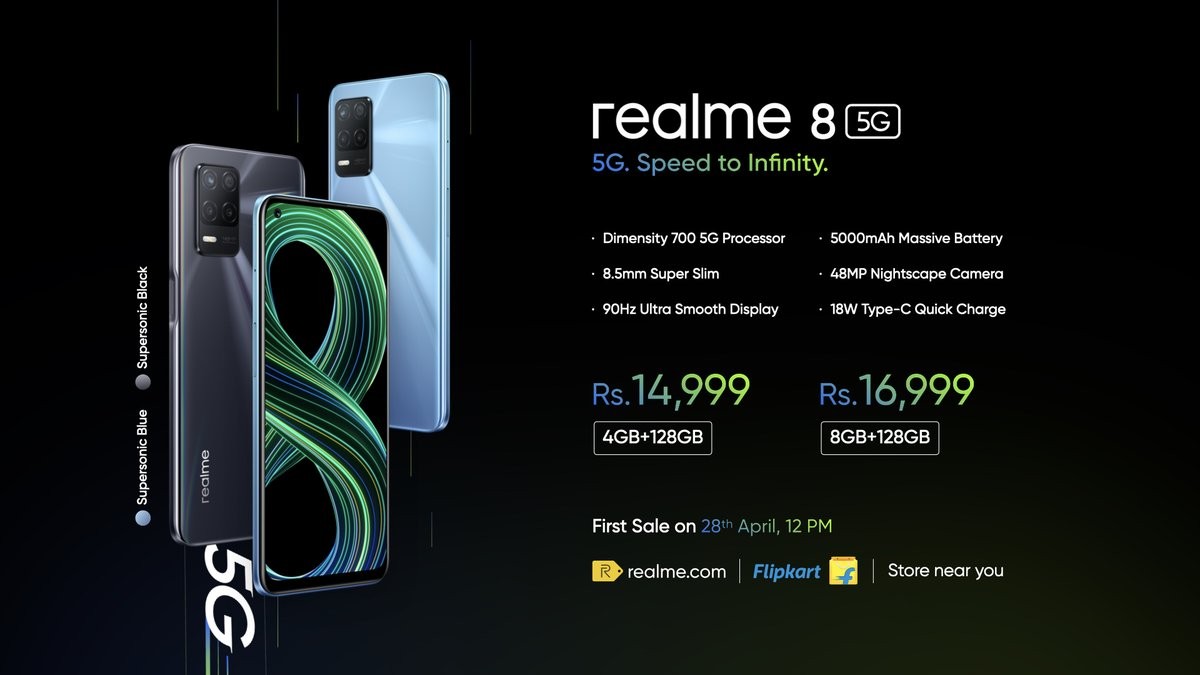 realme 8 5G
5G. Speed to Infinity.
· Dimensity 700 5G Processor
· 8.5mm Super Slim
· 90Hz Ultra Smooth Display
· 5000mAh Massive Battery
· 48MP Nightscape Camera
· 18W Type-C Quick Charge
Rs.14,999
4GB+128GB
Rs.16,999
8GB+128GB
First Sale on 28th April, 12 PM
R realme.com
Flipkart f
Store near you
Supersonic Black
Supersonic Blue
realme
5G